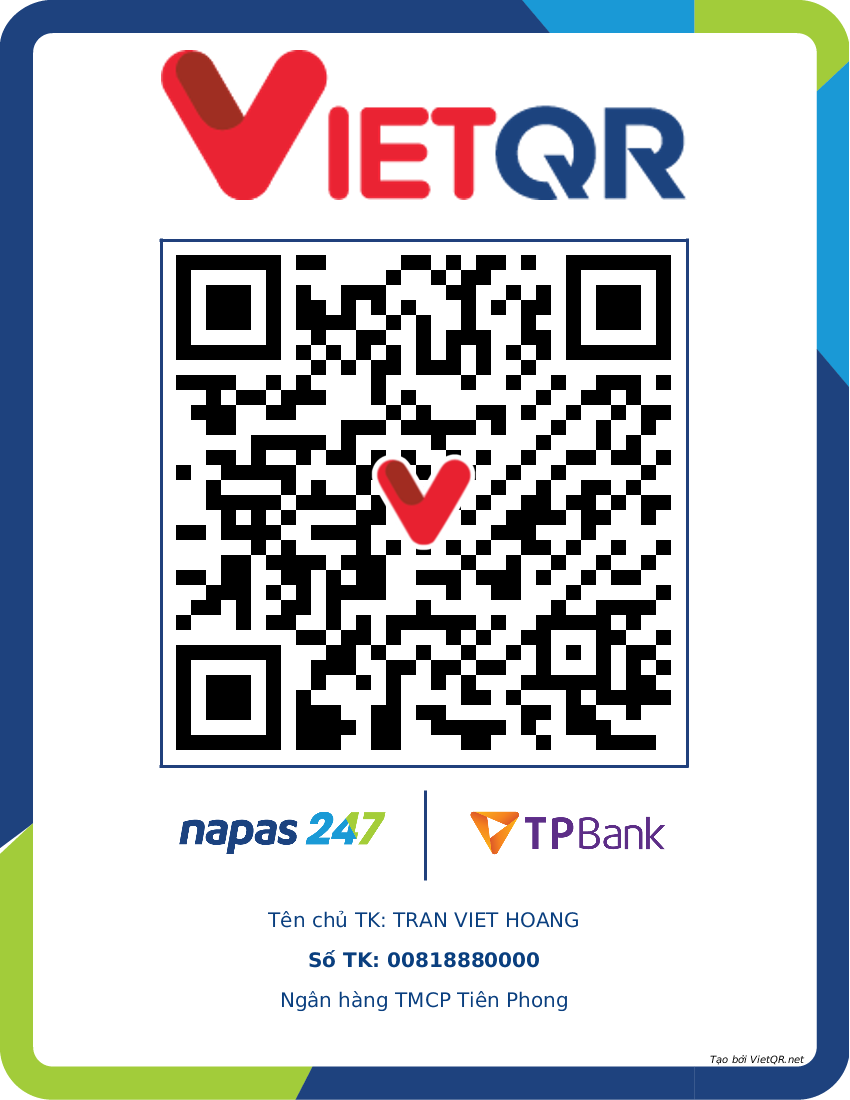 VIETQR
napas 247
TPBank
Tên chủ TK: TRAN VIET HOANG
Số TK: 00818880000
Ngân hàng TMCP Tiên Phong
Tạo bởi VietQR.net